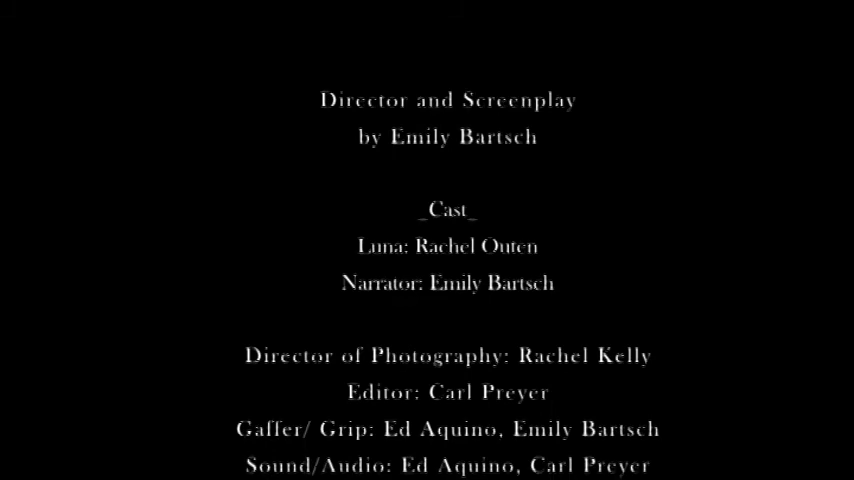 Director and Screenplay
by Emily Bartsch
_Cast_
Luna: Rachel Outen
Narrator: Emily Bartsch
Director of Photography: Rachel Kelly
Editor: Carl Preyer
Gaffer/ Grip: Ed Aquino, Emily Bartsch
Sound/Audio: Ed Aquino, Carl Preyer